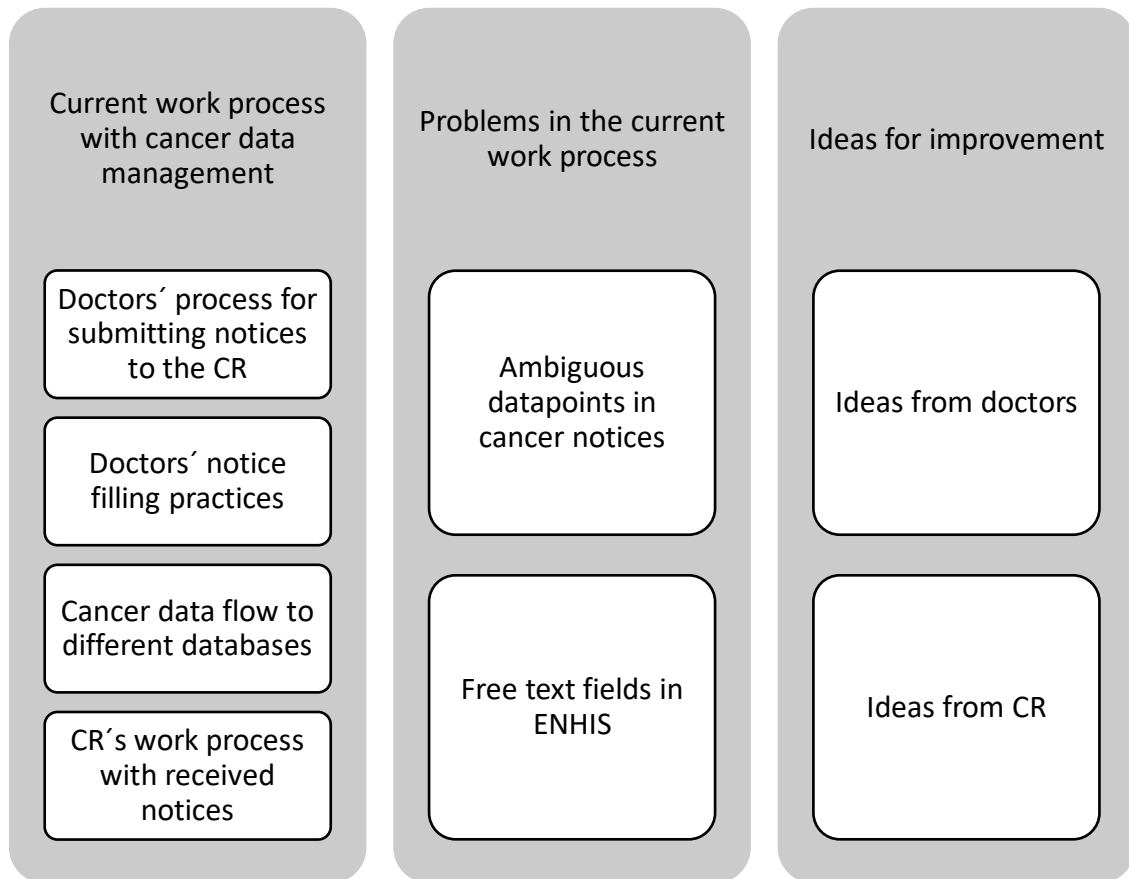 Current work process
with cancer data
management
Doctors´ process for
submitting notices
to the CR
Doctors´ notice
filling practices
Cancer data flow to
different databases
CR´s work process
with received
notices
Problems in the current
work process
Ambiguous
datapoints in
cancer notices
Free text fields in
ENHIS
Ideas for improvement
Ideas from doctors
Ideas from CR